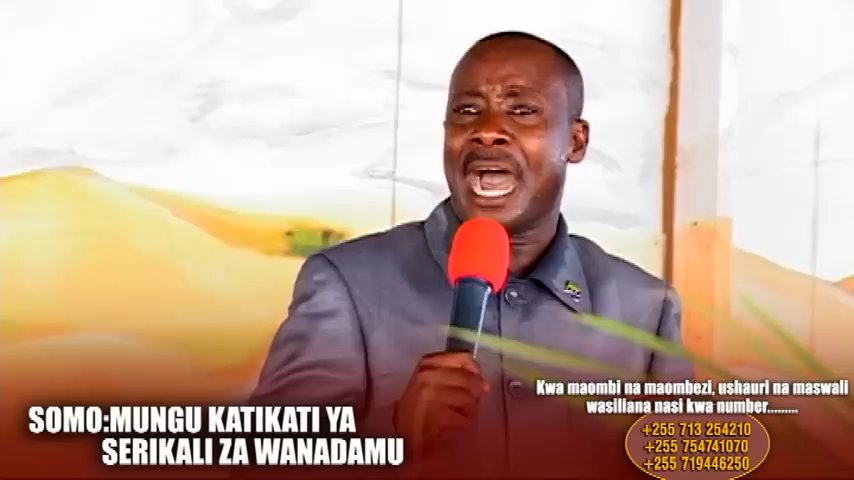 SOMO:MUNGU KATIKATI YA
SERIKALI ZA WANADAMU
Kwa maombi na maombezi, ushauri na maswali
wasiliana nasi kwa number.........
+255 713 254210
+255 754741070
+255 719446250